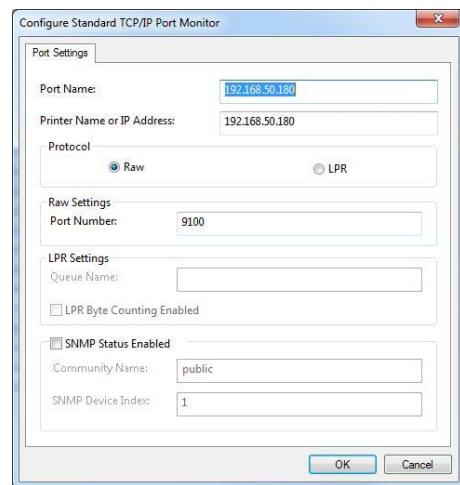 Configure Standard TCP/IP Port Monitor
Port Settings
Port Name: 192.168.50.180
Printer Name or IP Address: 192.168.50.180
Protocol
Raw LPR
Raw Settings
Port Number: 9100
LPR Settings
Queue Name:
LPR Byte Counting Enabled
SNMP Status Enabled
Community Name: public
SNMP Device Index: 1
OK Cancel